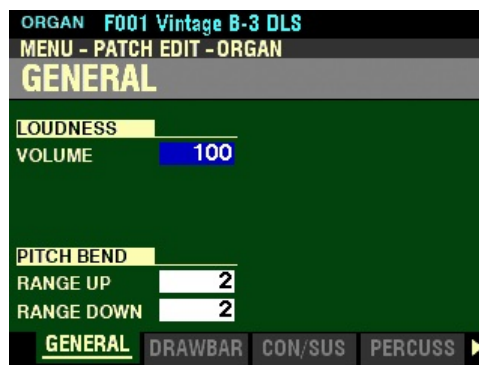 ORGAN F001 Vintage B-3 DLS
MENU - PATCH EDIT - ORGAN
GENERAL
LOUDNESS
VOLUME 100
PITCH BEND
RANGE UP 2
RANGE DOWN 2
GENERAL DRAWBAR CON/SUS PERCUSS